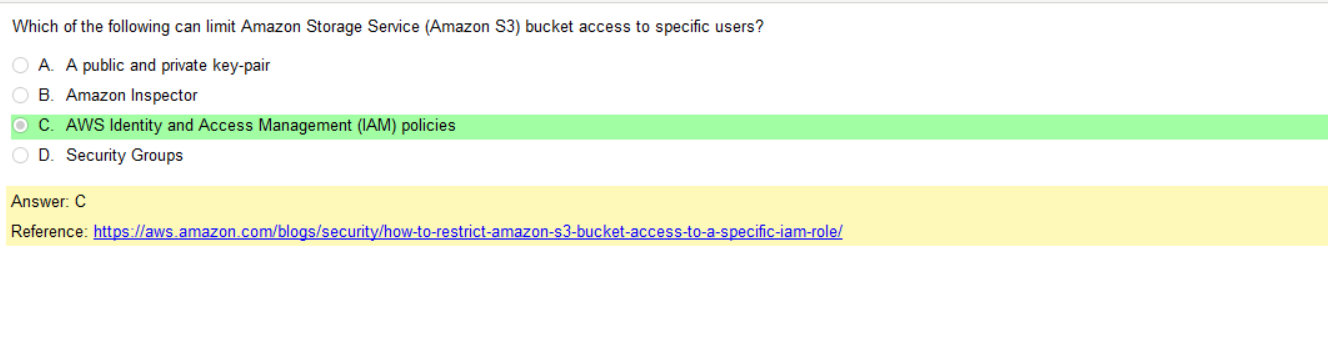 Which of the following can limit Amazon Storage Service (Amazon S3) bucket access to specific users?
A. A public and private key-pair
B. Amazon Inspector
C. AWS Identity and Access Management (IAM) policies
D. Security Groups
Answer: C
Reference: https://aws.amazon.com/blogs/security/how-to-restrict-amazon-s3-bucket-access-to-a-specific-iam-role/